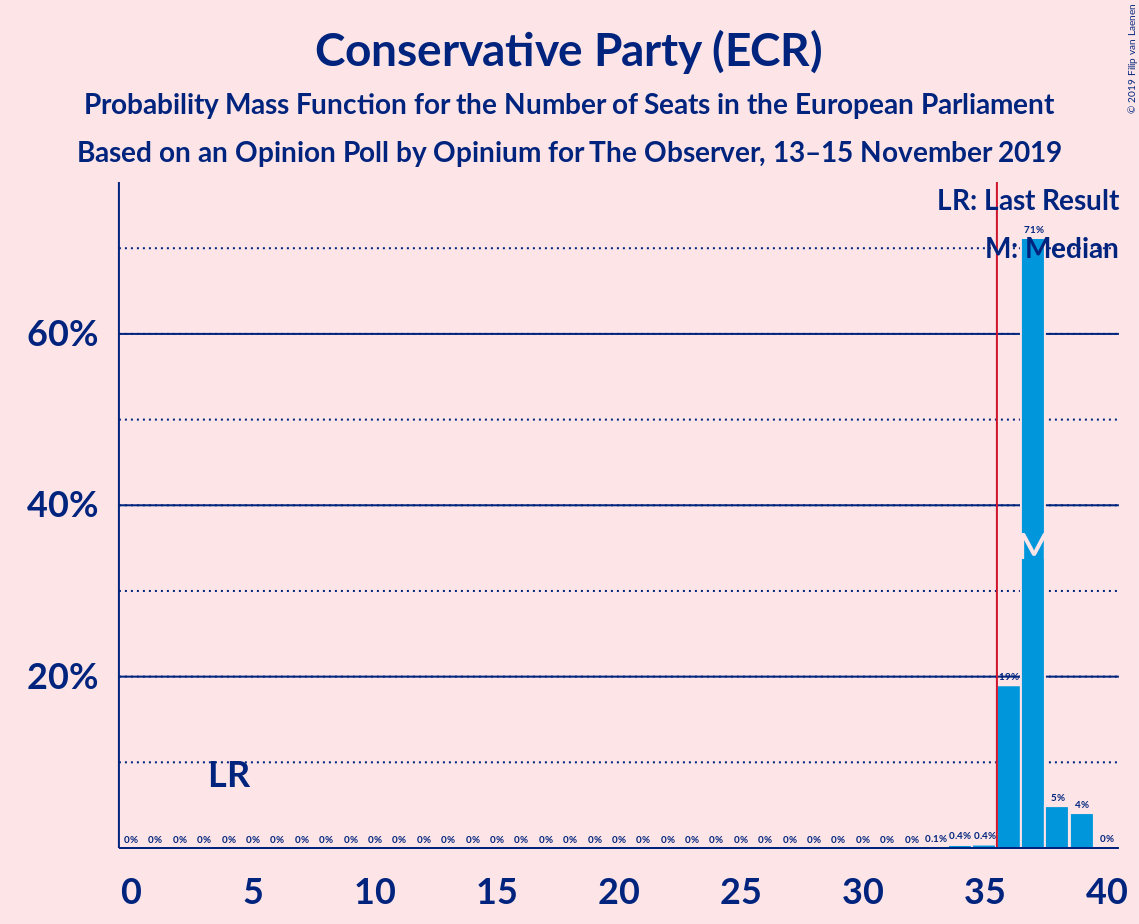 Conservative Party (ECR)
Probability Mass Function for the Number of Seats in the European Parliament
Based on an Opinion Poll by Opinium for The Observer, 13–15 November 2019
© 2019 Filip van Laenen
LR: Last Result
M: Median
71%
60%
40%
M
20%
19%
LR
5%
4%
0% 0% 0% 0% 0% 0% 0% 0% 0% 0% 0% 0% 0% 0% 0% 0% 0% 0% 0% 0% 0% 0% 0% 0% 0% 0% 0% 0% 0% 0% 0% 0% 0% 0.1% 0.4% 0.4% 0%
0 5 10 15 20 25 30 35 40